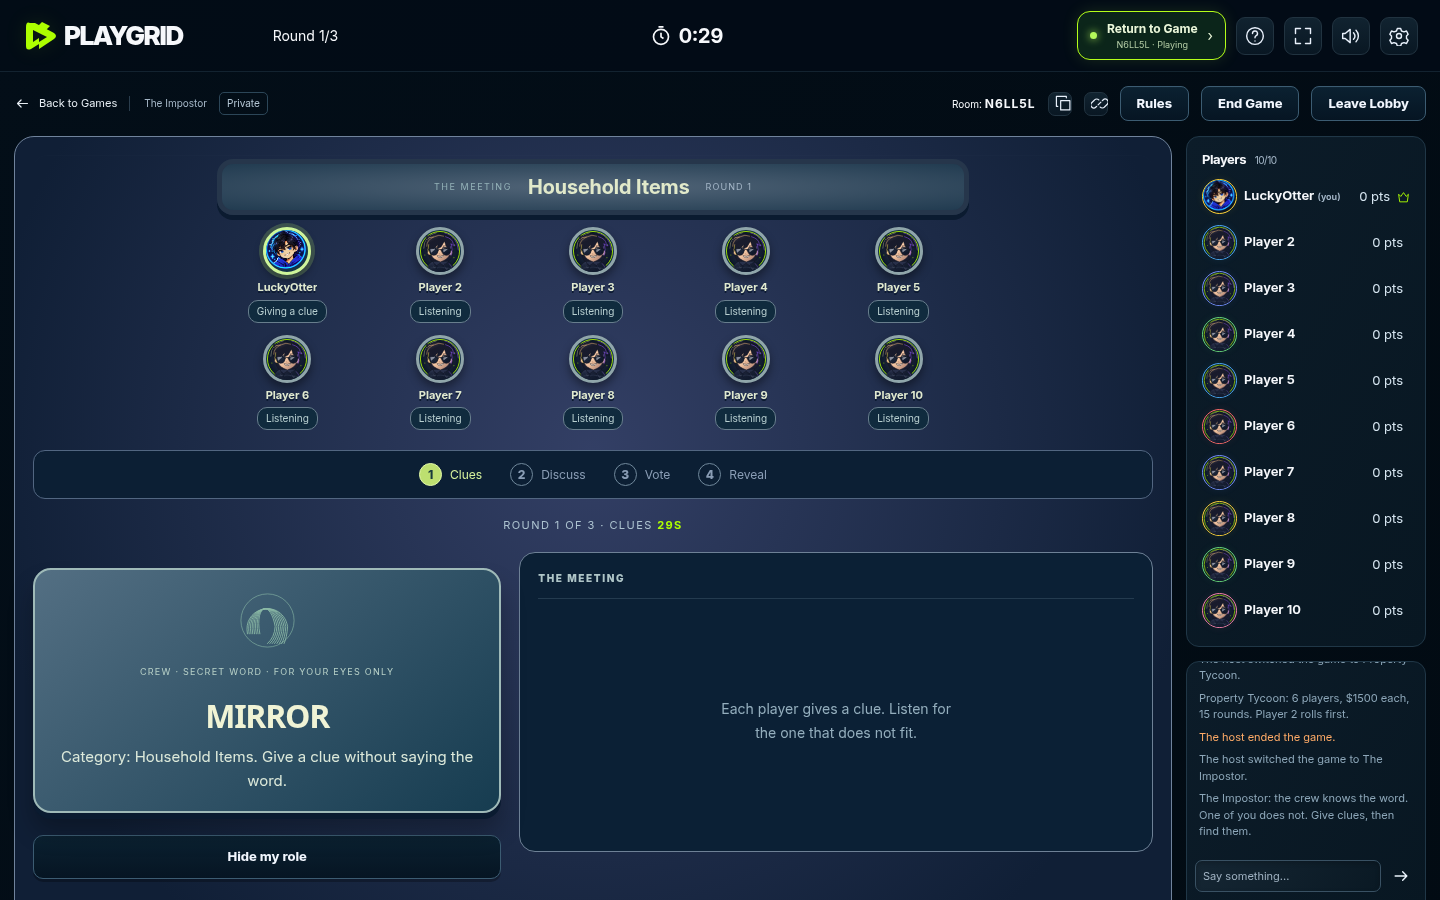 PLAYGRID
Round 1/3
0:29
Return to Game
N6LL5L · Playing
Back to Games
The Impostor
Private
Room: N6LL5L
Rules
End Game
Leave Lobby
THE MEETING Household Items ROUND 1
LuckyOtter
Giving a clue
Player 2
Listening
Player 3
Listening
Player 4
Listening
Player 5
Listening
Player 6
Listening
Player 7
Listening
Player 8
Listening
Player 9
Listening
Player 10
Listening
1 Clues
2 Discuss
3 Vote
4 Reveal
ROUND 1 OF 3 · CLUES 29S
CREW · SECRET WORD · FOR YOUR EYES ONLY
MIRROR
Category: Household Items. Give a clue without saying the
word.
Hide my role
THE MEETING
Each player gives a clue. Listen for
the one that does not fit.
Players 10/10
LuckyOtter (you) 0 pts
Player 2 0 pts
Player 3 0 pts
Player 4 0 pts
Player 5 0 pts
Player 6 0 pts
Player 7 0 pts
Player 8 0 pts
Player 9 0 pts
Player 10 0 pts
The host switched the game to Property
Tycoon.
Property Tycoon: 6 players, $1500 each,
15 rounds. Player 2 rolls first.
The host ended the game.
The host switched the game to The
Impostor.
The Impostor: the crew knows the word.
One of you does not. Give clues, then
find them.
Say something...